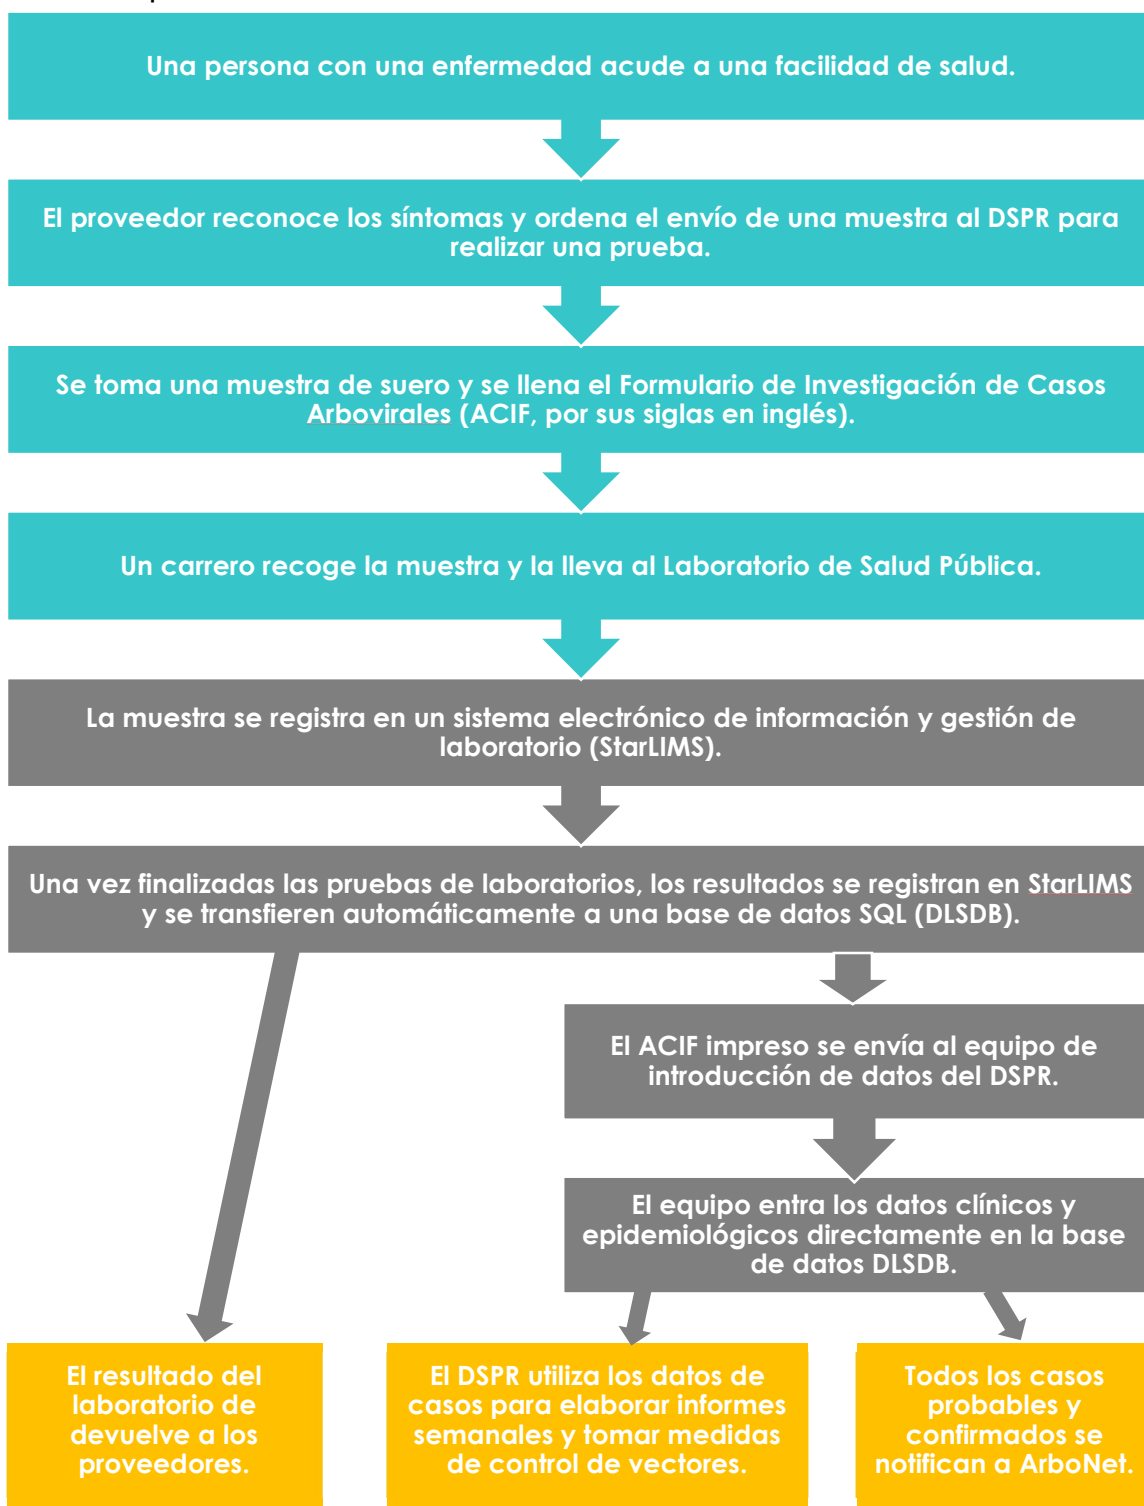 Una persona con una enfermedad acude a una facilidad de salud.
El proveedor reconoce los síntomas y ordena el envío de una muestra al DSPR para
realizar una prueba.
Se toma una muestra de suero y se llena el Formulario de Investigación de Casos
Arbovirales (ACIF, por sus siglas en inglés).
Un carrero recoge la muestra y la lleva al Laboratorio de Salud Pública.
La muestra se registra en un sistema electrónico de información y gestión de
laboratorio (StarLIMS).
Una vez finalizadas las pruebas de laboratorios, los resultados se registran en StarLIMS
y se transfieren automáticamente a una base de datos SQL (DLSDB).
El ACIF impreso se envía al equipo de
introducción de datos del DSPR.
El equipo entra los datos clínicos y
epidemiológicos directamente en la base
de datos DLSDB.
El resultado del
laboratorio de
devuelve a los
proveedores.
El DSPR utiliza los datos de
casos para elaborar informes
semanales y tomar medidas
de control de vectores.
Todos los casos
probables y
confirmados se
notifican a ArboNet.